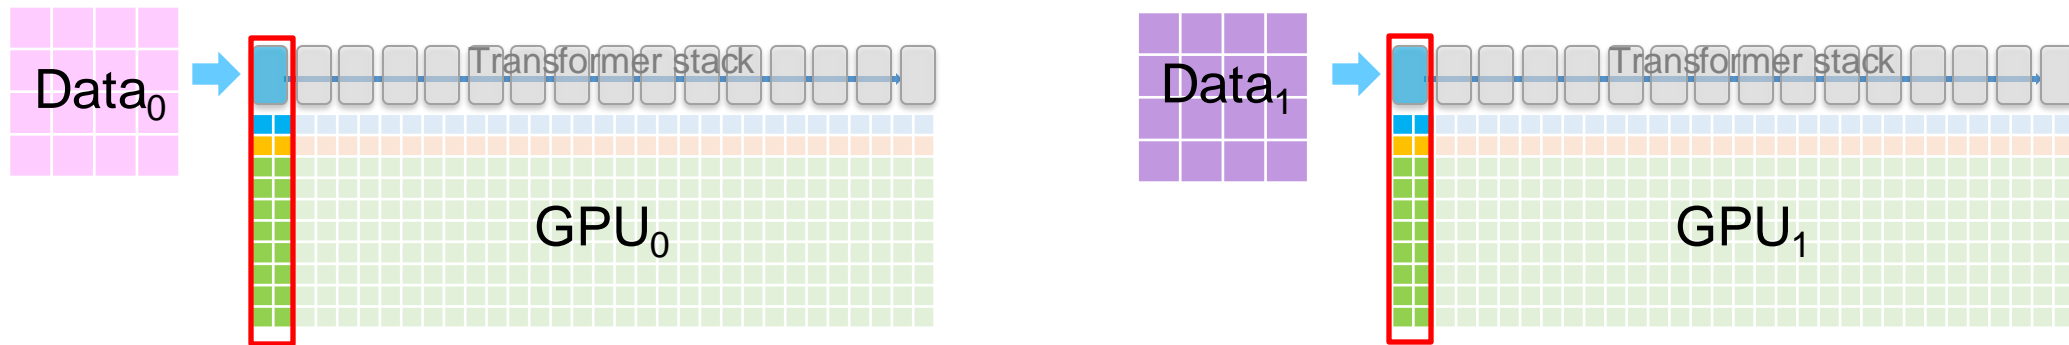 Data₀
Transformer stack
GPU₀
Data₁
Transformer stack
GPU₁